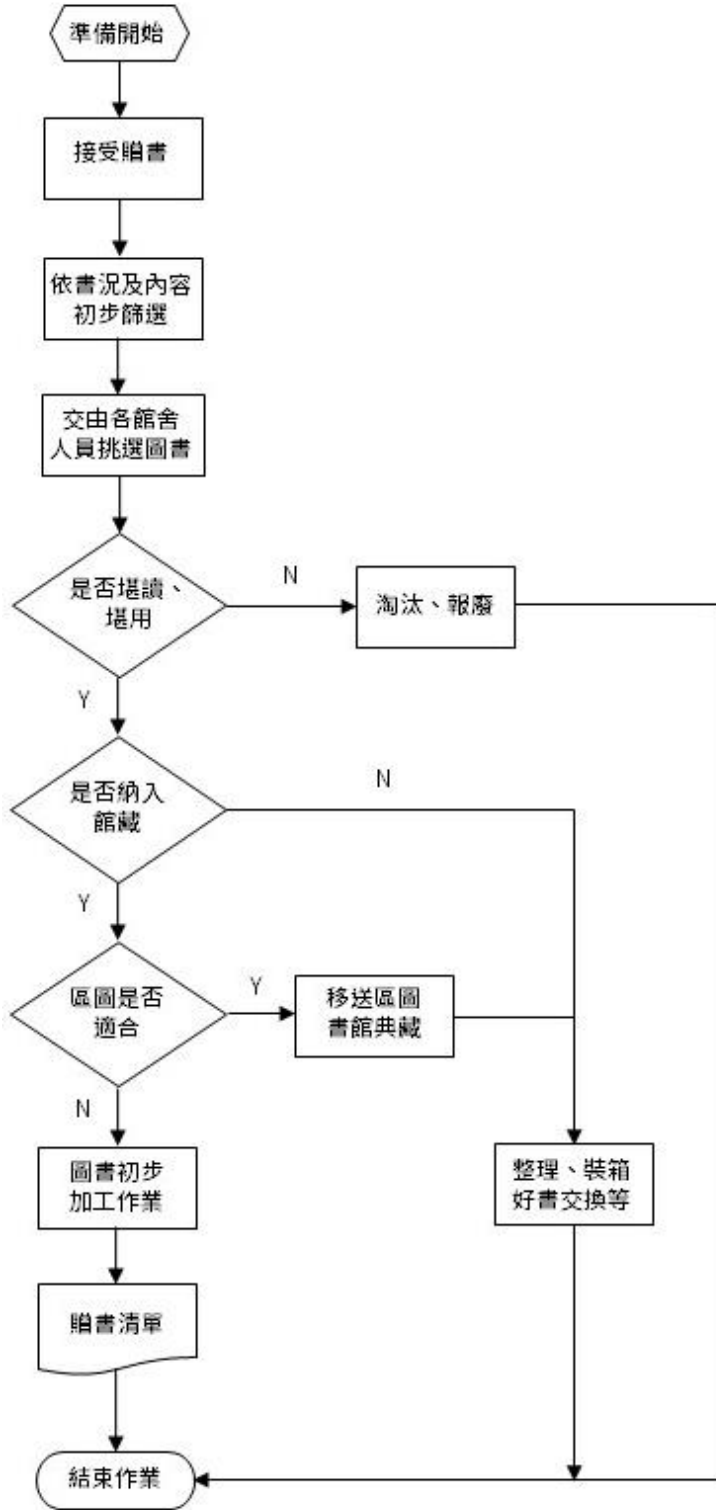 準備開始
接受贈書
依書況及內容
初步篩選
交由各館舍
人員挑選圖書
是否堪讀、
堪用
N
淘汰、報廢
Y
是否納入
館藏
N
Y
區圖是否
適合
Y
移送區圖
書館典藏
N
圖書初步
加工作業
整理、裝箱
好書交換等
贈書清單
結束作業